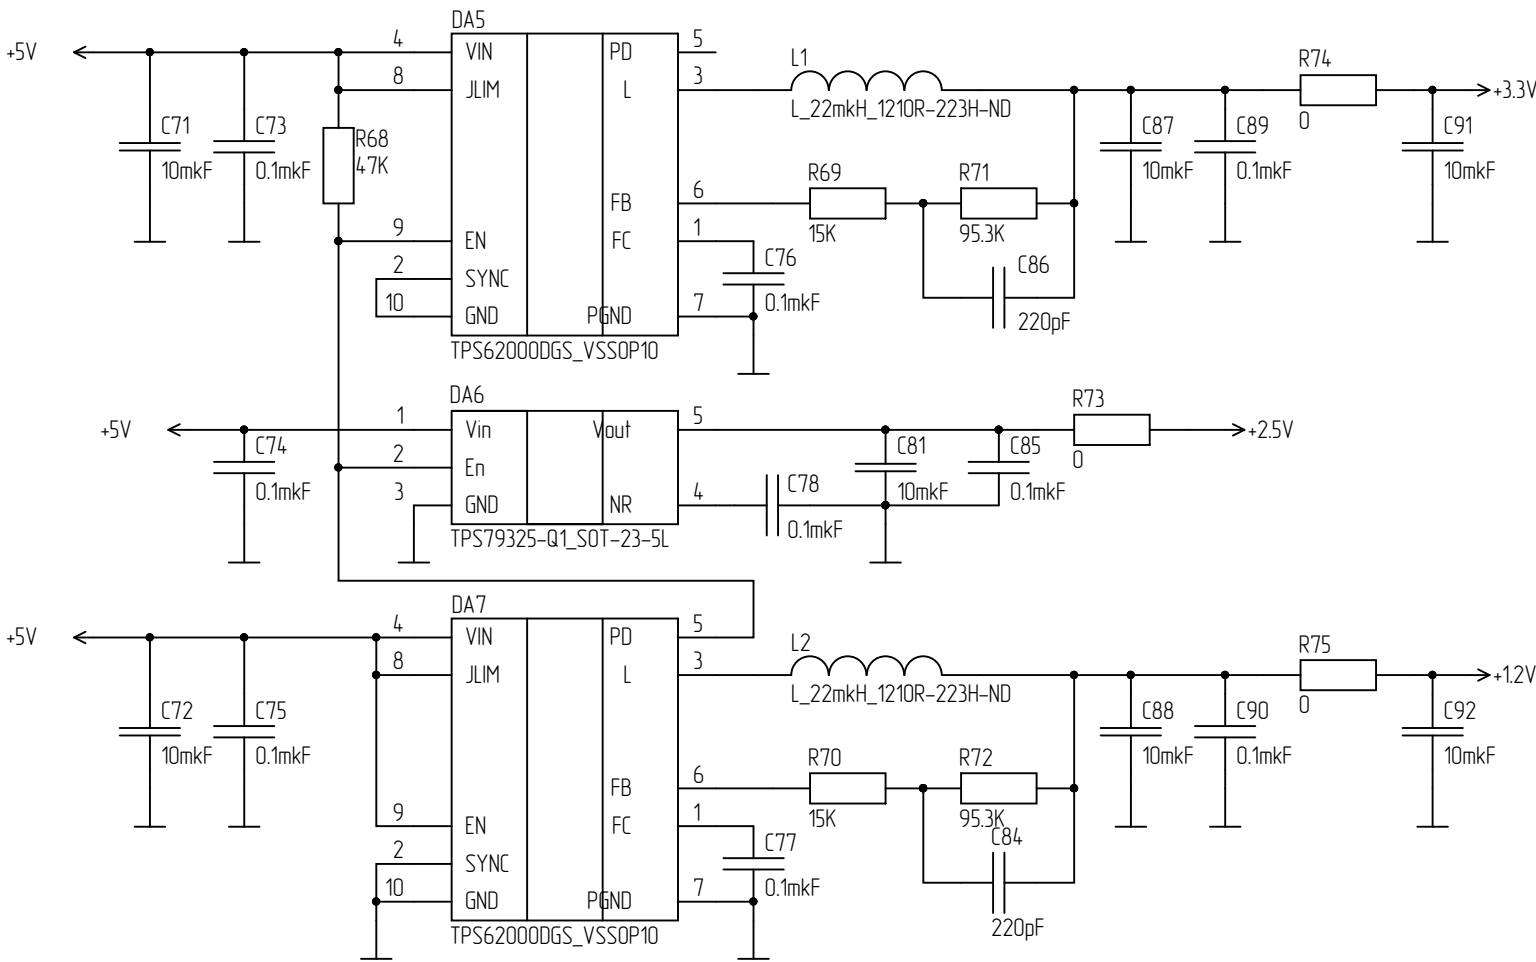 DA5
+5V
4 VIN
8 JLIM
PD 5
L 3
L1
L_22mkH_1210R-223H-ND
R74
0
+3.3V
C71
10mkF
C73
0.1mkF
R68
47K
C87
10mkF
C89
0.1mkF
C91
10mkF
FB 6
R69
15K
R71
95.3K
9 EN
2 SYNC
10 GND
FC 1
C76
0.1mkF
PGND 7
C86
220pF
TPS62000DGS_VSSOP10
DA6
+5V
1 Vin
2 En
3 GND
Vout 5
NR 4
C74
0.1mkF
C78
0.1mkF
C81
10mkF
C85
0.1mkF
R73
0
+2.5V
TPS79325-Q1_SOT-23-5L
DA7
+5V
4 VIN
8 JLIM
PD 5
L 3
L2
L_22mkH_1210R-223H-ND
R75
0
+1.2V
C72
10mkF
C75
0.1mkF
C88
10mkF
C90
0.1mkF
C92
10mkF
FB 6
R70
15K
R72
95.3K
9 EN
2 SYNC
10 GND
FC 1
C77
0.1mkF
PGND 7
C84
220pF
TPS62000DGS_VSSOP10